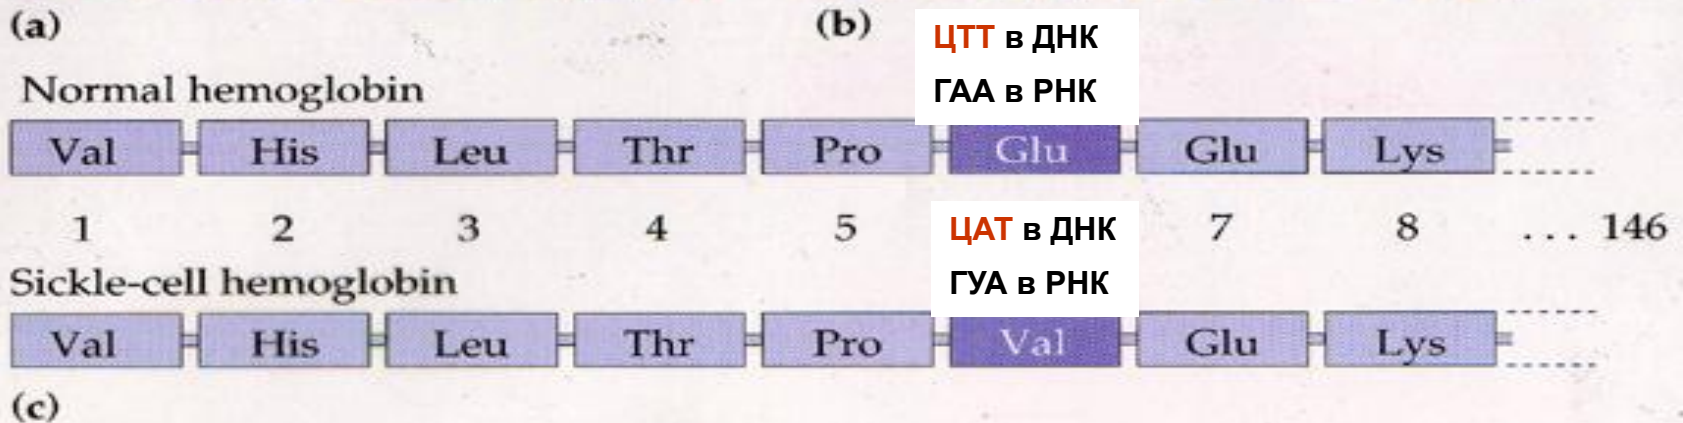 (a) (b)
ЦТТ в ДНК
ГАА в РНК
Normal hemoglobin
Val His Leu Thr Pro Glu Glu Lys
1 2 3 4 5 7 8 ... 146
ЦАТ в ДНК
ГУА в РНК
Sickle-cell hemoglobin
Val His Leu Thr Pro Val Glu Lys
(c)